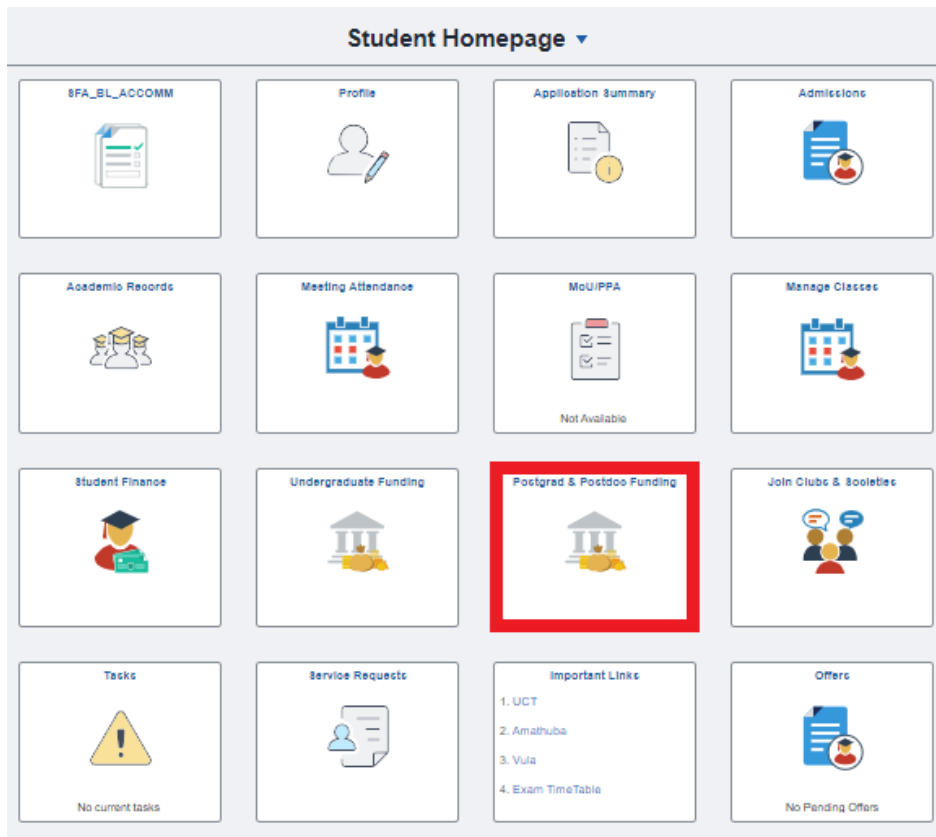 Student Homepage
SFA_BL_ACCOMM
Profile
Application Summary
Admissions
Academic Records
Meeting Attendance
MoU/PPA
Manage Classes
Not Available
Student Finance
Undergraduate Funding
Postgrad & Postdoc Funding
Join Clubs & Societies
Tasks
Service Requests
Important Links
Offers
1. UCT
2. Amathuba
3. Vula
4. Exam TimeTable
No current tasks
No Pending Offers